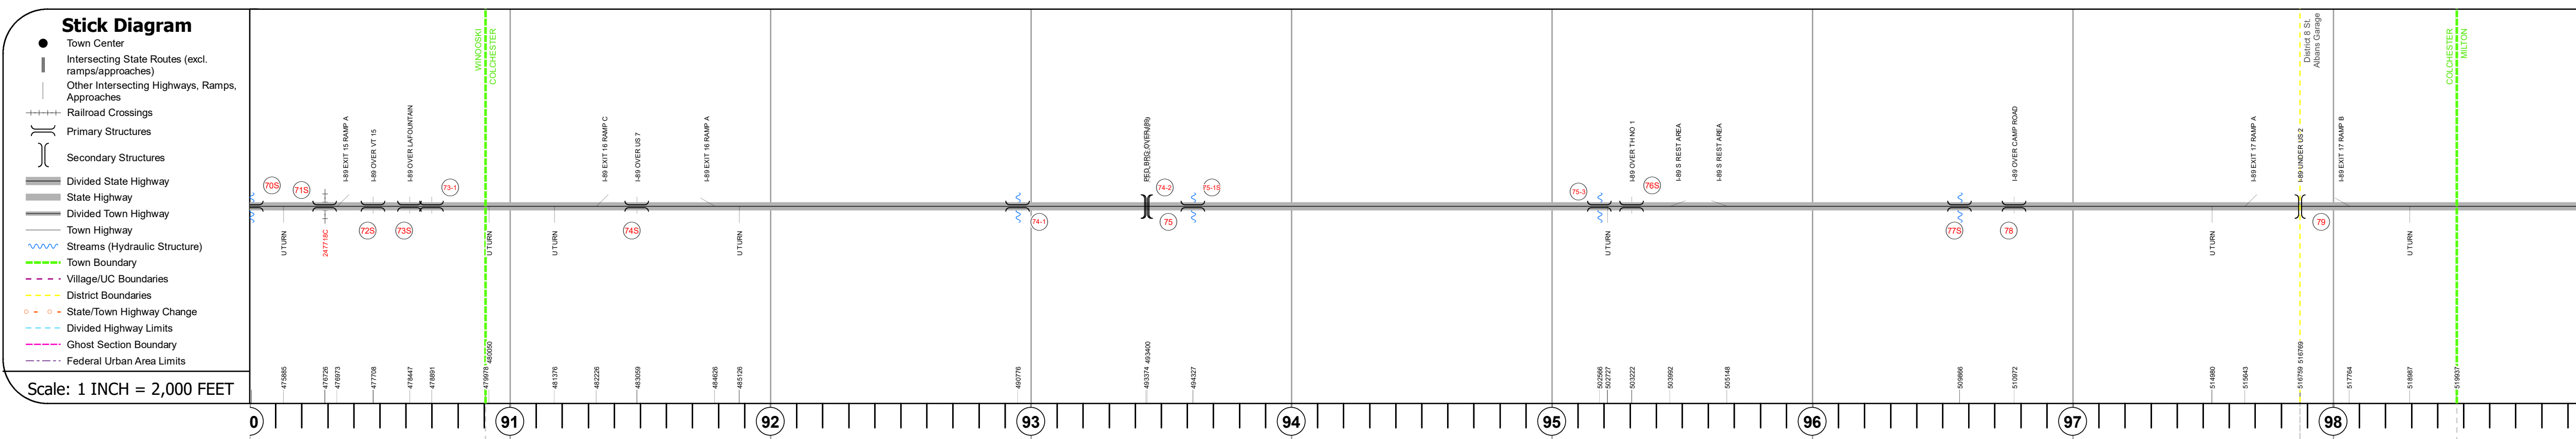 Stick Diagram
Town Center
Intersecting State Routes (excl.
ramps/approaches)
Other Intersecting Highways, Ramps,
Approaches
Railroad Crossings
Primary Structures
Secondary Structures
Divided State Highway
State Highway
Divided Town Highway
Town Highway
Streams (Hydraulic Structure)
Town Boundary
Village/UC Boundaries
District Boundaries
State/Town Highway Change
Divided Highway Limits
Ghost Section Boundary
Federal Urban Area Limits
Scale: 1 INCH = 2,000 FEET
WINOOSKI
COLCHESTER
District 8 St.
Albans Garage
COLCHESTER
MILTON
I-89 EXIT 15 RAMP A
I-89 OVER VT 15
I-89 OVER LAFOUNTAIN
I-89 EXIT 16 RAMP C
I-89 OVER US 7
I-89 EXIT 16 RAMP A
I-89 OVER TH NO 1
I-89 S REST AREA
I-89 S REST AREA
I-89 OVER CAMP ROAD
I-89 EXIT 17 RAMP A
I-89 UNDER US 2
I-89 EXIT 17 RAMP B
70S
71S
73-1
74-2
75-1S
75-3
76S
72S
73S
74S
74-1
75
77S
78
79
U TURN
247718C
U TURN
U TURN
U TURN
U TURN
U TURN
U TURN
475885
476726
476973
477708
478447
478891
479978
480050
481376
482226
483059
484626
485126
490776
493374
493400
494327
502566
502727
503222
503992
505148
509866
510972
514980
515643
516759
516769
517764
518987
519937
0
91
92
93
94
95
96
97
98